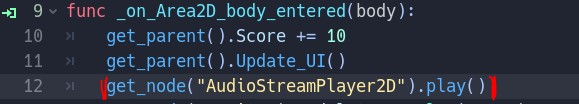 9 func _on_Area2D_body_entered(body):
10 get_parent().Score += 10
11 get_parent().Update_UI()
12 get_node("AudioStreamPlayer2D").play()